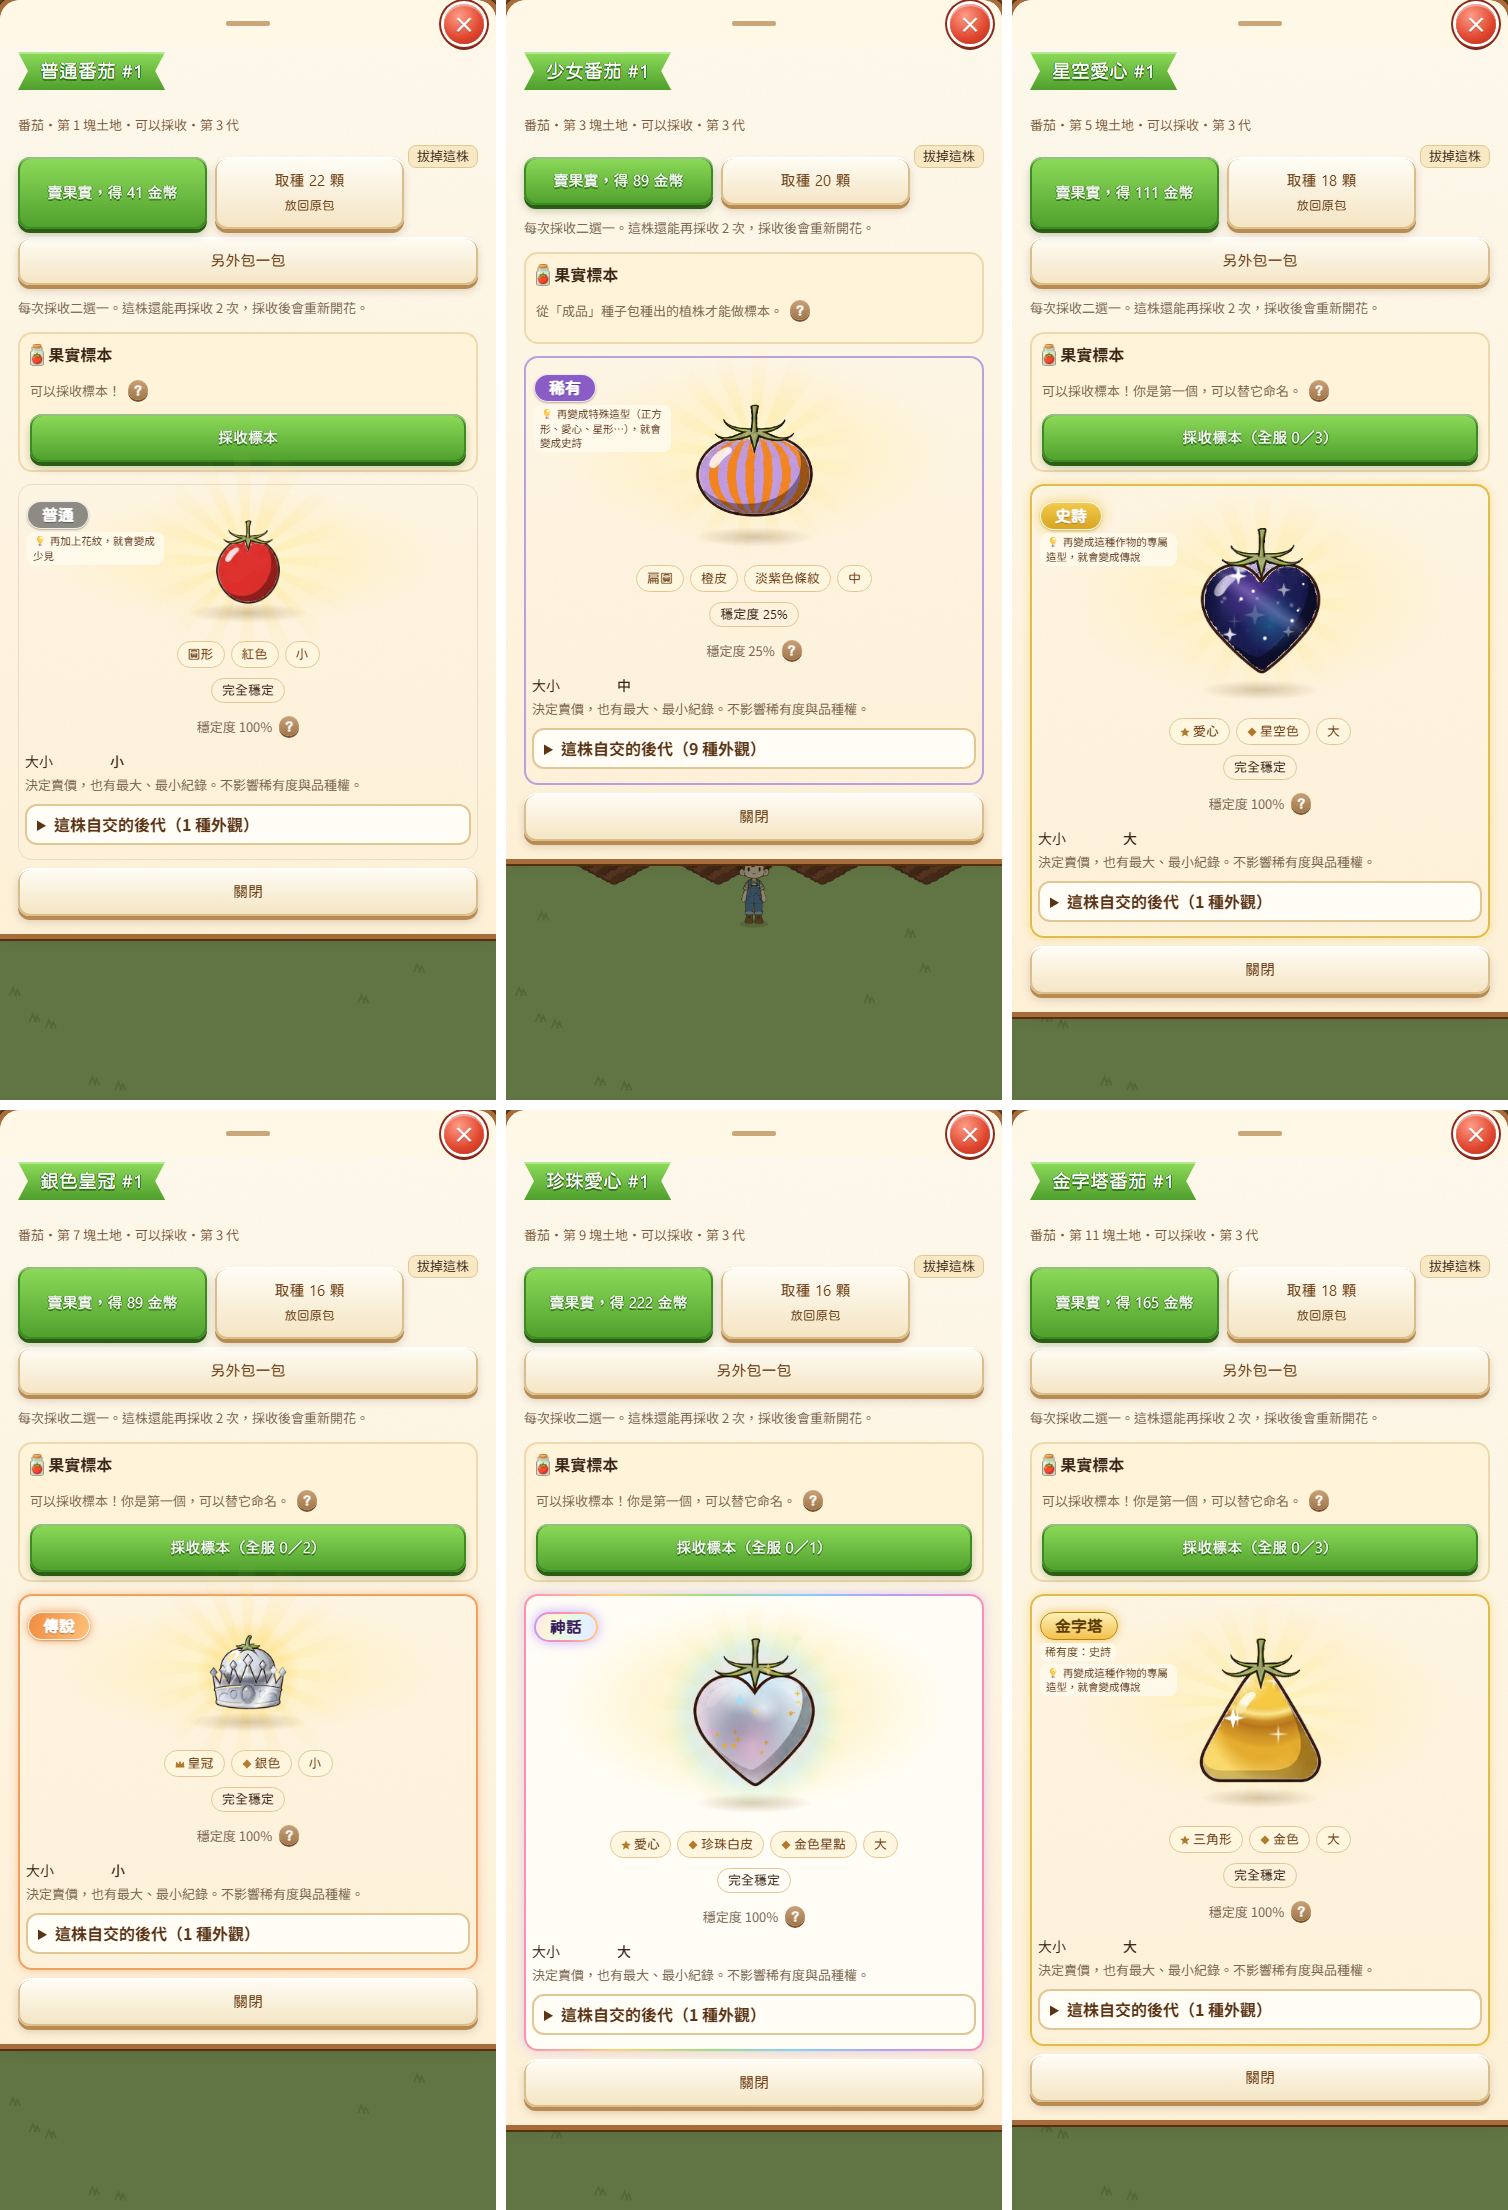 普通番茄 #1
番茄・第 1 塊土地・可以採收・第 3 代
拔掉這株
賣果實，得 41 金幣
取種 22 顆
放回原包
另外包一包
每次採收二選一。這株還能再採收 2 次，採收後會重新開花。
果實標本
可以採收標本！ ?
採收標本
普通
再加上花紋，就會變成
少見
圓形 紅色 小
完全穩定
穩定度 100% ?
大小 小
決定賣價，也有最大、最小紀錄。不影響稀有度與品種權。
▶ 這株自交的後代（1 種外觀）
關閉
少女番茄 #1
番茄・第 3 塊土地・可以採收・第 3 代
拔掉這株
賣果實，得 89 金幣
取種 20 顆
每次採收二選一。這株還能再採收 2 次，採收後會重新開花。
果實標本
從「成品」種子包種出的植株才能做標本。 ?
稀有
再變成特殊造型（正方
形、愛心、星形…），就會
變成史詩
扁圓 橙皮 淡紫色條紋 中
穩定度 25%
穩定度 25% ?
大小 中
決定賣價，也有最大、最小紀錄。不影響稀有度與品種權。
▶ 這株自交的後代（9 種外觀）
關閉
星空愛心 #1
番茄・第 5 塊土地・可以採收・第 3 代
拔掉這株
賣果實，得 111 金幣
取種 18 顆
放回原包
另外包一包
每次採收二選一。這株還能再採收 2 次，採收後會重新開花。
果實標本
可以採收標本！你是第一個，可以替它命名。 ?
採收標本（全服 0／3）
史詩
再變成這種作物的專屬
造型，就會變成傳說
★ 愛心 ◆ 星空色 大
完全穩定
穩定度 100% ?
大小 大
決定賣價，也有最大、最小紀錄。不影響稀有度與品種權。
▶ 這株自交的後代（1 種外觀）
關閉
銀色皇冠 #1
番茄・第 7 塊土地・可以採收・第 3 代
拔掉這株
賣果實，得 89 金幣
取種 16 顆
放回原包
另外包一包
每次採收二選一。這株還能再採收 2 次，採收後會重新開花。
果實標本
可以採收標本！你是第一個，可以替它命名。 ?
採收標本（全服 0／2）
傳說
皇冠 ◆ 銀色 小
完全穩定
穩定度 100% ?
大小 小
決定賣價，也有最大、最小紀錄。不影響稀有度與品種權。
▶ 這株自交的後代（1 種外觀）
關閉
珍珠愛心 #1
番茄・第 9 塊土地・可以採收・第 3 代
拔掉這株
賣果實，得 222 金幣
取種 16 顆
放回原包
另外包一包
每次採收二選一。這株還能再採收 2 次，採收後會重新開花。
果實標本
可以採收標本！你是第一個，可以替它命名。 ?
採收標本（全服 0／1）
神話
★ 愛心 ◆ 珍珠白皮 ◆ 金色星點 大
完全穩定
穩定度 100% ?
大小 大
決定賣價，也有最大、最小紀錄。不影響稀有度與品種權。
▶ 這株自交的後代（1 種外觀）
關閉
金字塔番茄 #1
番茄・第 11 塊土地・可以採收・第 3 代
拔掉這株
賣果實，得 165 金幣
取種 18 顆
放回原包
另外包一包
每次採收二選一。這株還能再採收 2 次，採收後會重新開花。
果實標本
可以採收標本！你是第一個，可以替它命名。 ?
採收標本（全服 0／3）
金字塔
稀有度：史詩
再變成這種作物的專屬
造型，就會變成傳說
★ 三角形 ◆ 金色 大
完全穩定
穩定度 100% ?
大小 大
決定賣價，也有最大、最小紀錄。不影響稀有度與品種權。
▶ 這株自交的後代（1 種外觀）
關閉